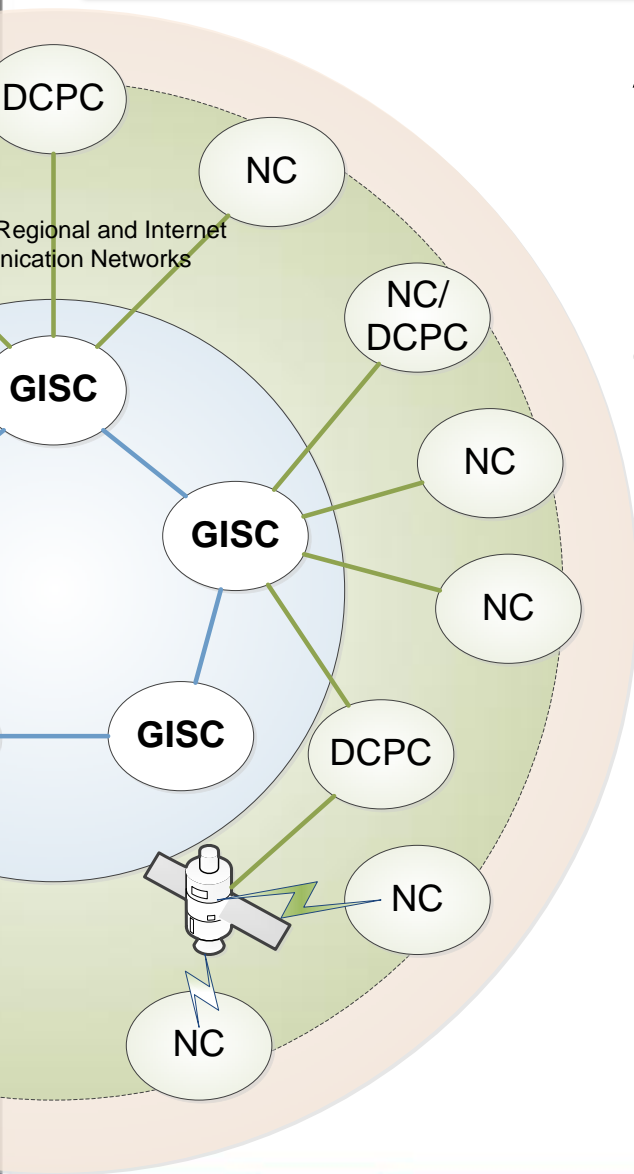 DCPC
NC
Regional and Internet
nication Networks
NC/
DCPC
GISC
NC
GISC
NC
GISC
DCPC
NC
NC